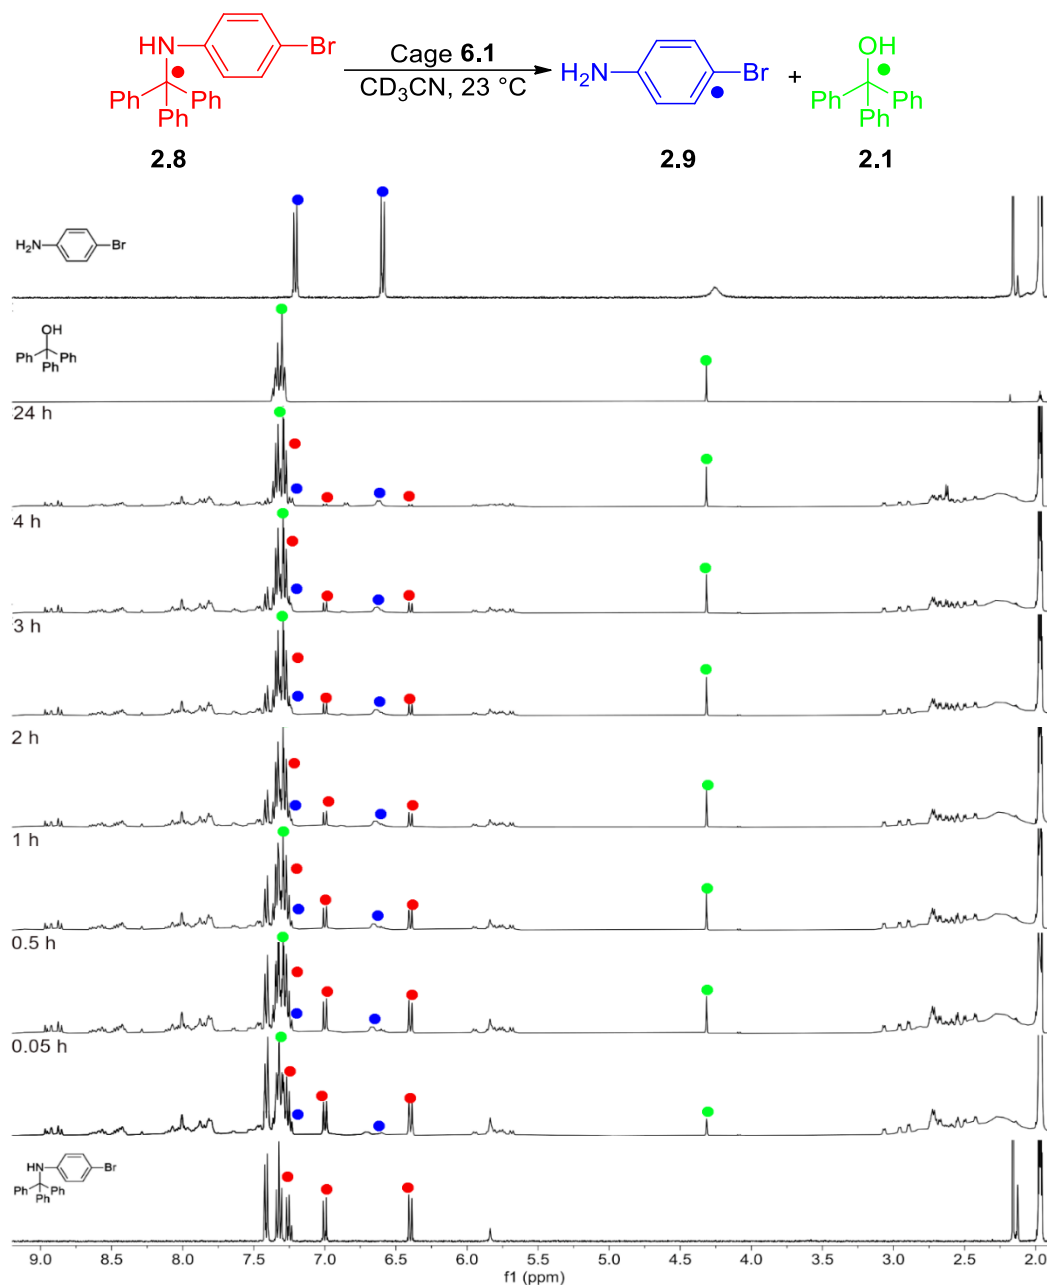 HN
Br
Ph Ph
Ph
Cage 6.1
CD3CN, 23 °C
H2N
Br
+
OH
Ph Ph
Ph
2.8 2.9 2.1
H2N
Br
OH
Ph Ph
Ph
24 h
4 h
3 h
2 h
1 h
0.5 h
0.05 h
HN
Br
Ph Ph
Ph
9.0 8.5 8.0 7.5 7.0 6.5 6.0 5.5 5.0 4.5 4.0 3.5 3.0 2.5 2.0
f1 (ppm)